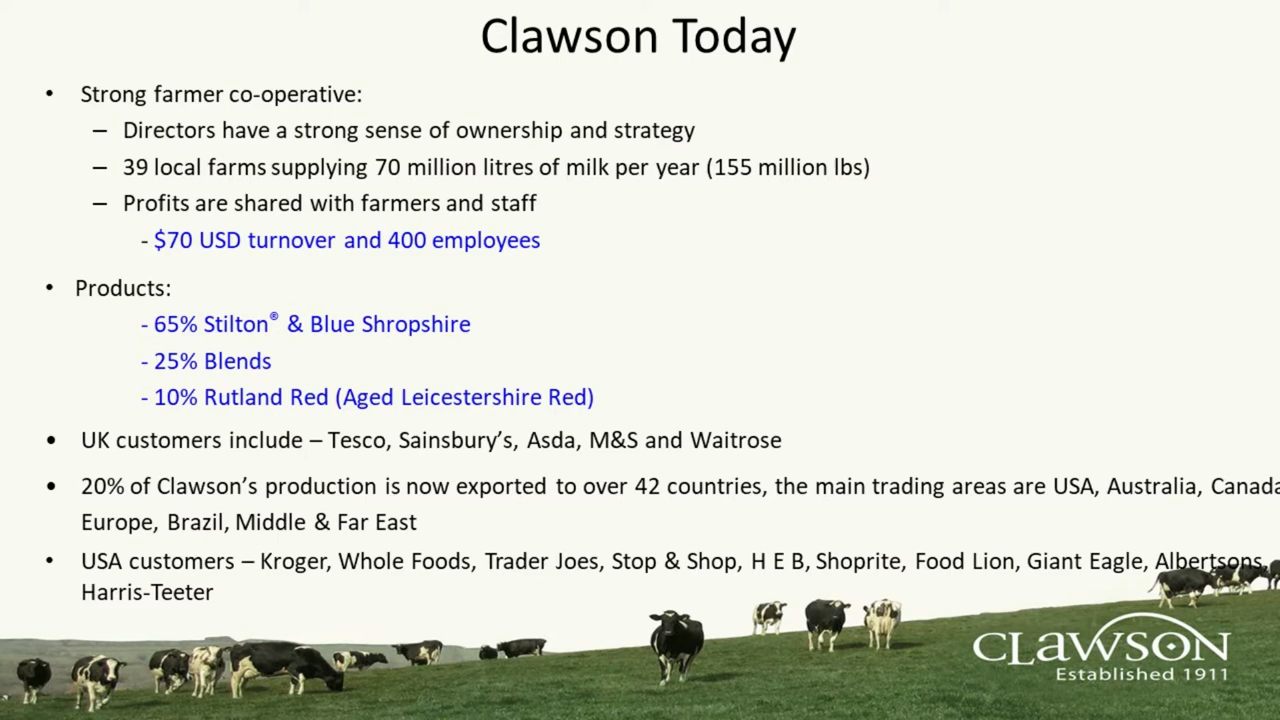 Clawson Today
• Strong farmer co-operative:
– Directors have a strong sense of ownership and strategy
– 39 local farms supplying 70 million litres of milk per year (155 million lbs)
– Profits are shared with farmers and staff
- $70 USD turnover and 400 employees
• Products:
- 65% Stilton® & Blue Shropshire
- 25% Blends
- 10% Rutland Red (Aged Leicestershire Red)
• UK customers include – Tesco, Sainsbury’s, Asda, M&S and Waitrose
• 20% of Clawson’s production is now exported to over 42 countries, the main trading areas are USA, Australia, Canada
Europe, Brazil, Middle & Far East
• USA customers – Kroger, Whole Foods, Trader Joes, Stop & Shop, H E B, Shoprite, Food Lion, Giant Eagle, Albertsons,
Harris-Teeter
CLAWSON
Established 1911